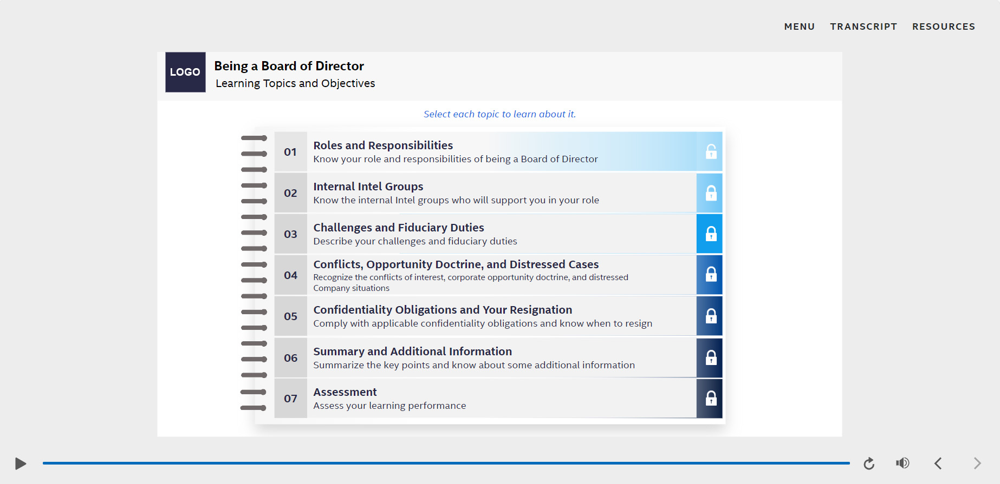 MENU TRANSCRIPT RESOURCES
LOGO
Being a Board of Director
Learning Topics and Objectives
Select each topic to learn about it.
01
Roles and Responsibilities
Know your role and responsibilities of being a Board of Director
02
Internal Intel Groups
Know the internal Intel groups who will support you in your role
03
Challenges and Fiduciary Duties
Describe your challenges and fiduciary duties
04
Conflicts, Opportunity Doctrine, and Distressed Cases
Recognize the conflicts of interest, corporate opportunity doctrine, and distressed
Company situations
05
Confidentiality Obligations and Your Resignation
Comply with applicable confidentiality obligations and know when to resign
06
Summary and Additional Information
Summarize the key points and know about some additional information
07
Assessment
Assess your learning performance